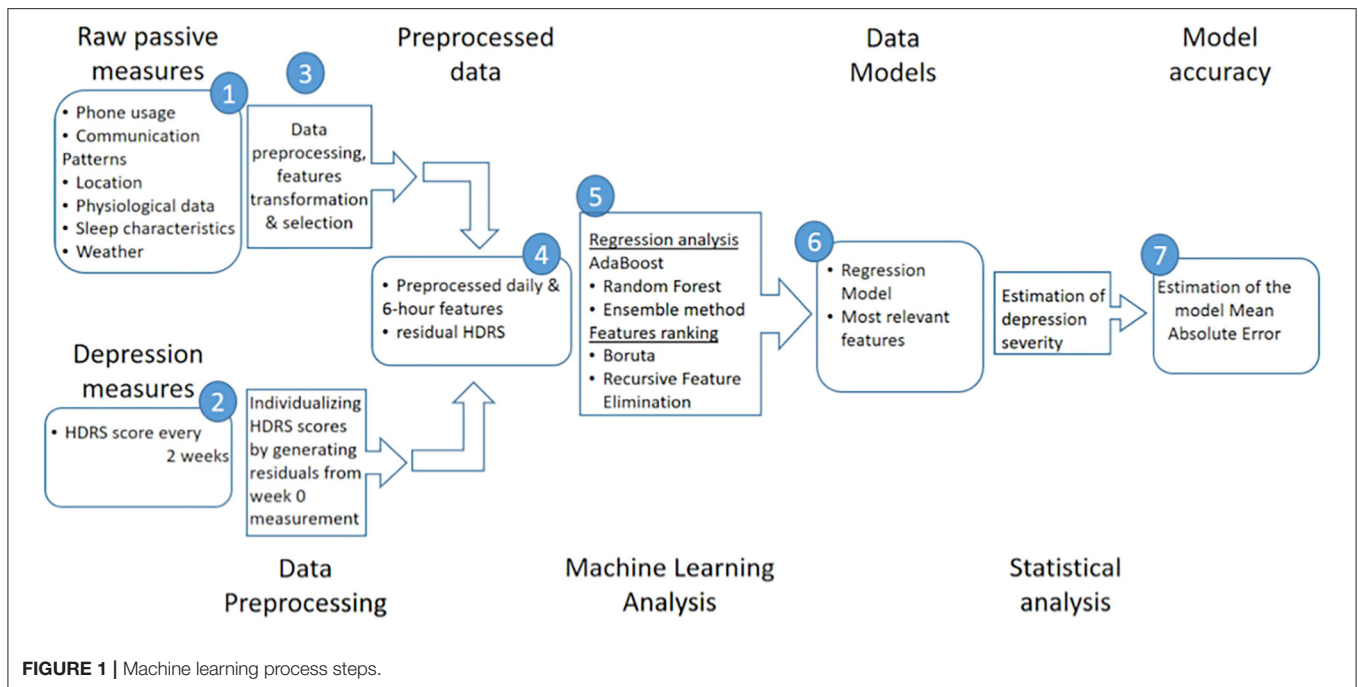 Raw passive
measures
1
• Phone usage
• Communication
Patterns
• Location
• Physiological data
• Sleep characteristics
• Weather
3
Data
preprocessing,
features
transformation
& selection
Preprocessed
data
4
• Preprocessed daily &
6-hour features
• residual HDRS
Depression
measures
2
• HDRS score every
2 weeks
Individualizing
HDRS scores
by generating
residuals from
week 0
measurement
Data
Preprocessing
5
Regression analysis
AdaBoost
• Random Forest
• Ensemble method
Features ranking
• Boruta
• Recursive Feature
Elimination
Machine Learning
Analysis
Data
Models
6
• Regression
Model
• Most relevant
features
Estimation of
depression
severity
Statistical
analysis
Model
accuracy
7
Estimation of the
model Mean
Absolute Error
FIGURE 1 | Machine learning process steps.